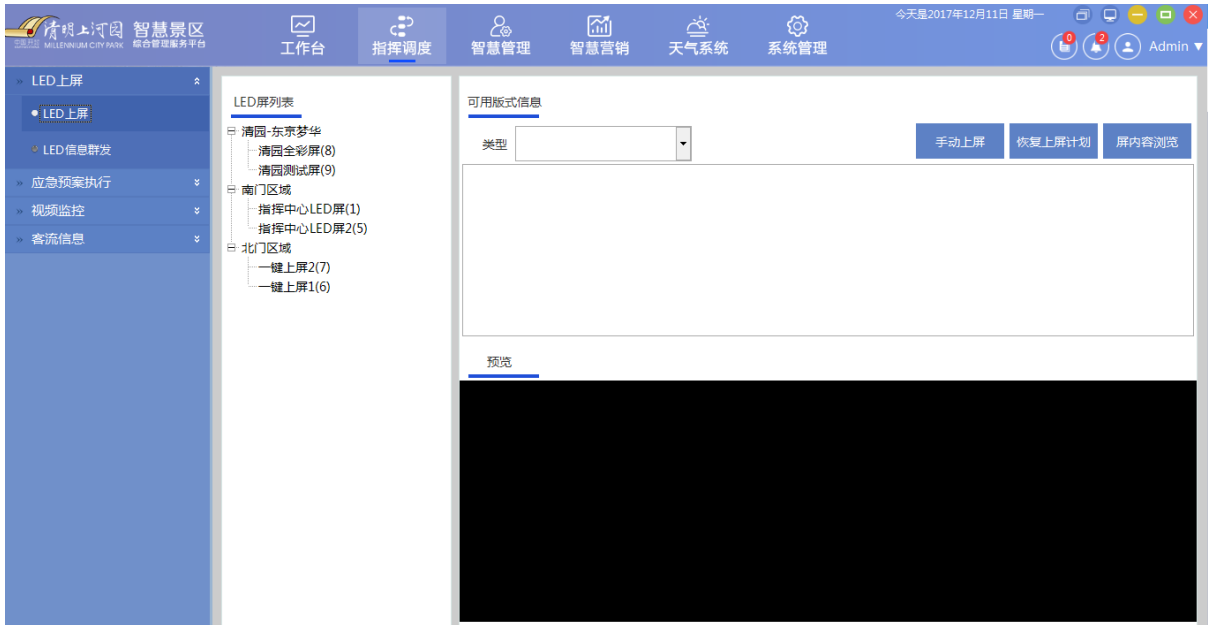 清明上河园 智慧景区
MILLENNIUM CITY PARK 综合管理服务平台
工作台
指挥调度
智慧管理
智慧营销
天气系统
系统管理
今天是2017年12月11日 星期一
0
2
Admin
LED上屏
LED上屏
LED信息群发
应急预案执行
视频监控
客流信息
LED屏列表
清园-东京梦华
清园全彩屏(8)
清园测试屏(9)
南门区域
指挥中心LED屏(1)
指挥中心LED屏2(5)
北门区域
一键上屏2(7)
一键上屏1(6)
可用版式信息
类型
手动上屏
恢复上屏计划
屏内容浏览
预览